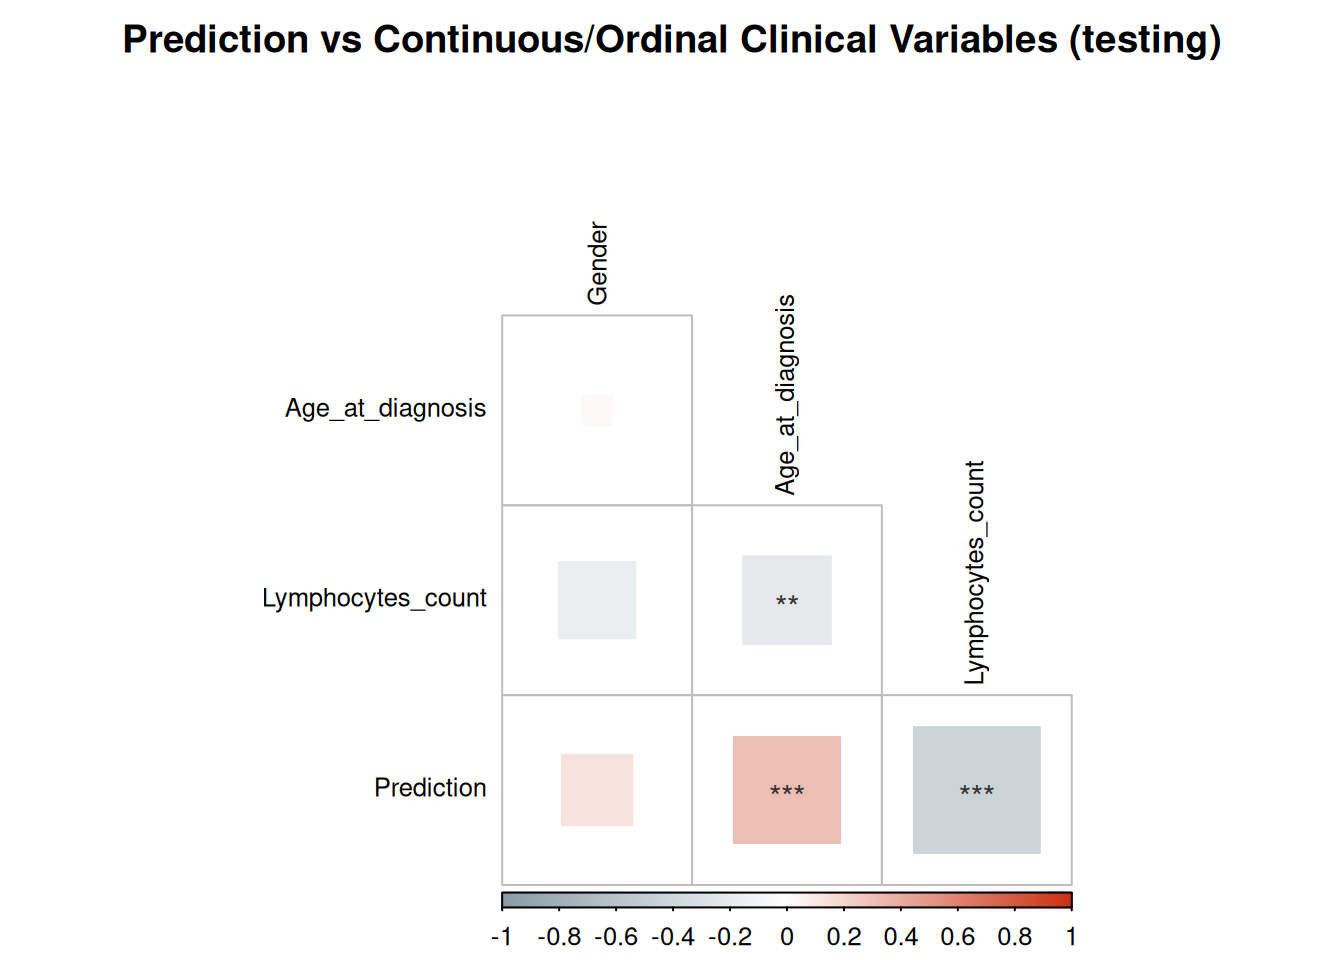 Prediction vs Continuous/Ordinal Clinical Variables (testing)
Gender
Age_at_diagnosis
Age_at_diagnosis
Lymphocytes_count
Lymphocytes_count
**
Prediction
*** ***
-1 -0.8 -0.6 -0.4 -0.2 0 0.2 0.4 0.6 0.8 1